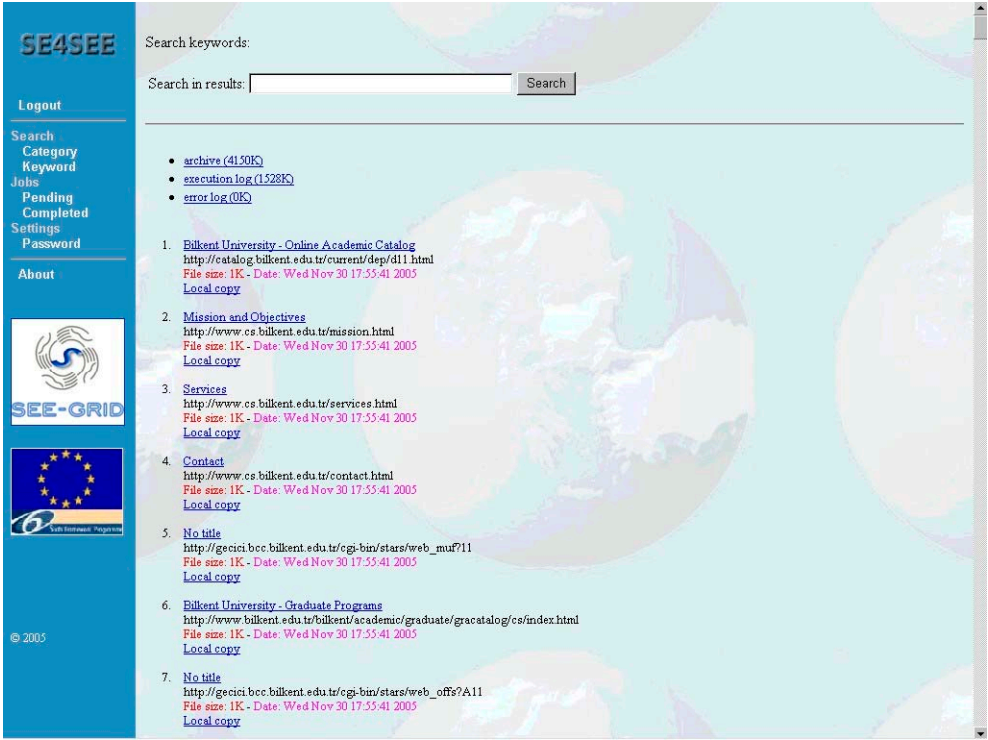 SE4SEE
Logout
Search
Category
Keyword
Jobs
Pending
Completed
Settings
Password
About
SEE-GRID
6
Sixth Framework Programme
© 2005
Search keywords:
Search in results: Search
• archive (4150K)
• execution log (1528K)
• error log (0K)
1. Bilkent University - Online Academic Catalog
http://catalog.bilkent.edu.tr/current/dep/d11.html
File size: 1K - Date: Wed Nov 30 17:55:41 2005
Local copy
2. Mission and Objectives
http://www.cs.bilkent.edu.tr/mission.html
File size: 1K - Date: Wed Nov 30 17:55:41 2005
Local copy
3. Services
http://www.cs.bilkent.edu.tr/services.html
File size: 1K - Date: Wed Nov 30 17:55:41 2005
Local copy
4. Contact
http://www.cs.bilkent.edu.tr/contact.html
File size: 1K - Date: Wed Nov 30 17:55:41 2005
Local copy
5. No title
http://gecici.bcc.bilkent.edu.tr/cgi-bin/stars/web_muf?11
File size: 1K - Date: Wed Nov 30 17:55:41 2005
Local copy
6. Bilkent University - Graduate Programs
http://www.bilkent.edu.tr/bilkent/academic/graduate/gracatalog/cs/index.html
File size: 1K - Date: Wed Nov 30 17:55:41 2005
Local copy
7. No title
http://gecici.bcc.bilkent.edu.tr/cgi-bin/stars/web_offs?A11
File size: 1K - Date: Wed Nov 30 17:55:41 2005
Local copy